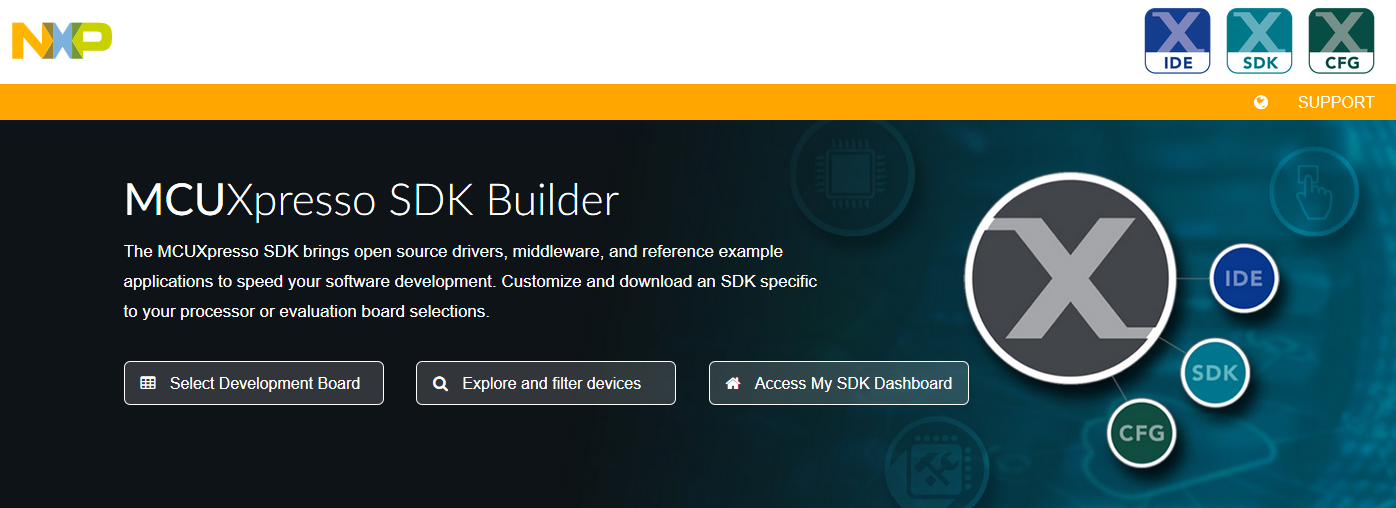 NXP
X X X
IDE SDK CFG
SUPPORT
MCUXpresso SDK Builder
The MCUXpresso SDK brings open source drivers, middleware, and reference example
applications to speed your software development. Customize and download an SDK specific
to your processor or evaluation board selections.
Select Development Board Explore and filter devices Access My SDK Dashboard
X
IDE
SDK
CFG